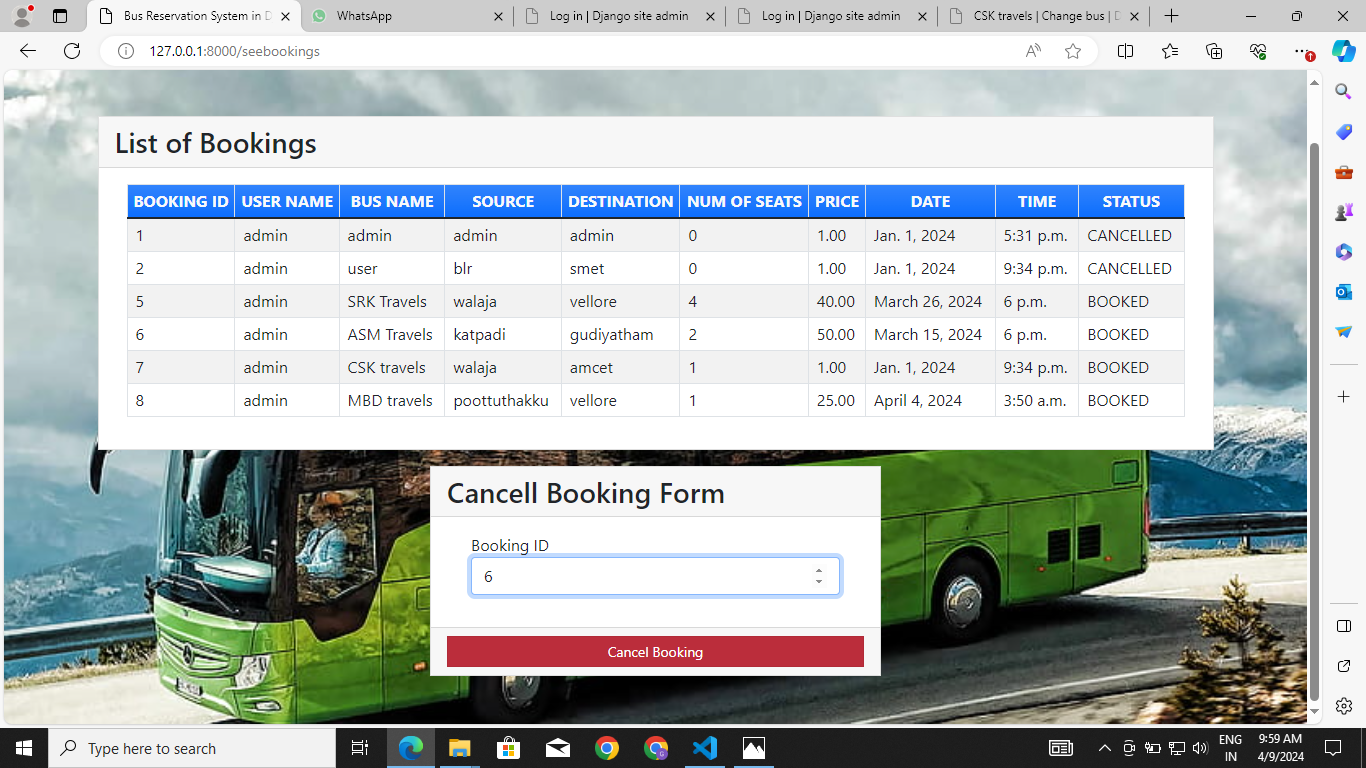 Bus Reservation System in D
WhatsApp
Log in | Django site admin
Log in | Django site admin
CSK travels | Change bus | D
127.0.0.1:8000/seebookings
List of Bookings
BOOKING ID USER NAME BUS NAME SOURCE DESTINATION NUM OF SEATS PRICE DATE TIME STATUS
1 admin admin admin admin 0 1.00 Jan. 1, 2024 5:31 p.m. CANCELLED
2 admin user blr smet 0 1.00 Jan. 1, 2024 9:34 p.m. CANCELLED
5 admin SRK Travels walaja vellore 4 40.00 March 26, 2024 6 p.m. BOOKED
6 admin ASM Travels katpadi gudiyatham 2 50.00 March 15, 2024 6 p.m. BOOKED
7 admin CSK travels walaja amcet 1 1.00 Jan. 1, 2024 9:34 p.m. BOOKED
8 admin MBD travels poottuthakku vellore 1 25.00 April 4, 2024 3:50 a.m. BOOKED
Cancell Booking Form
Booking ID
6
Cancel Booking
Type here to search
ENG
IN
9:59 AM
4/9/2024